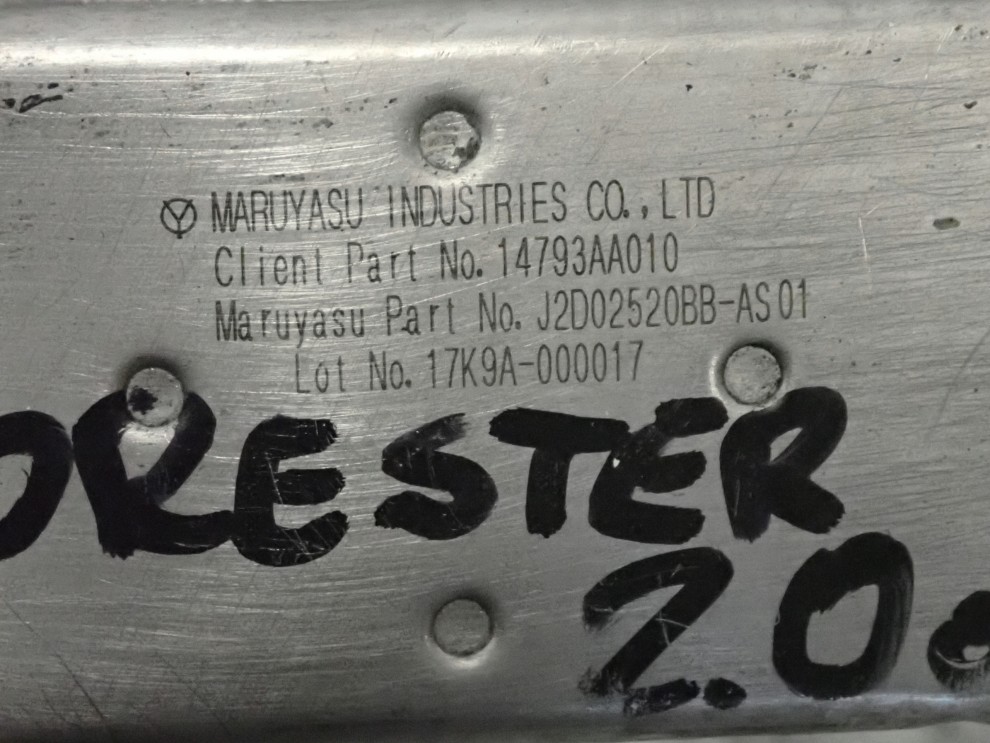 MARUYASU INDUSTRIES CO., LTD
Client Part No. 14793AA010
Maruyasu Part No. J2D02520BB-AS01
Lot No. 17K9A-000017
ORESTER
2.0